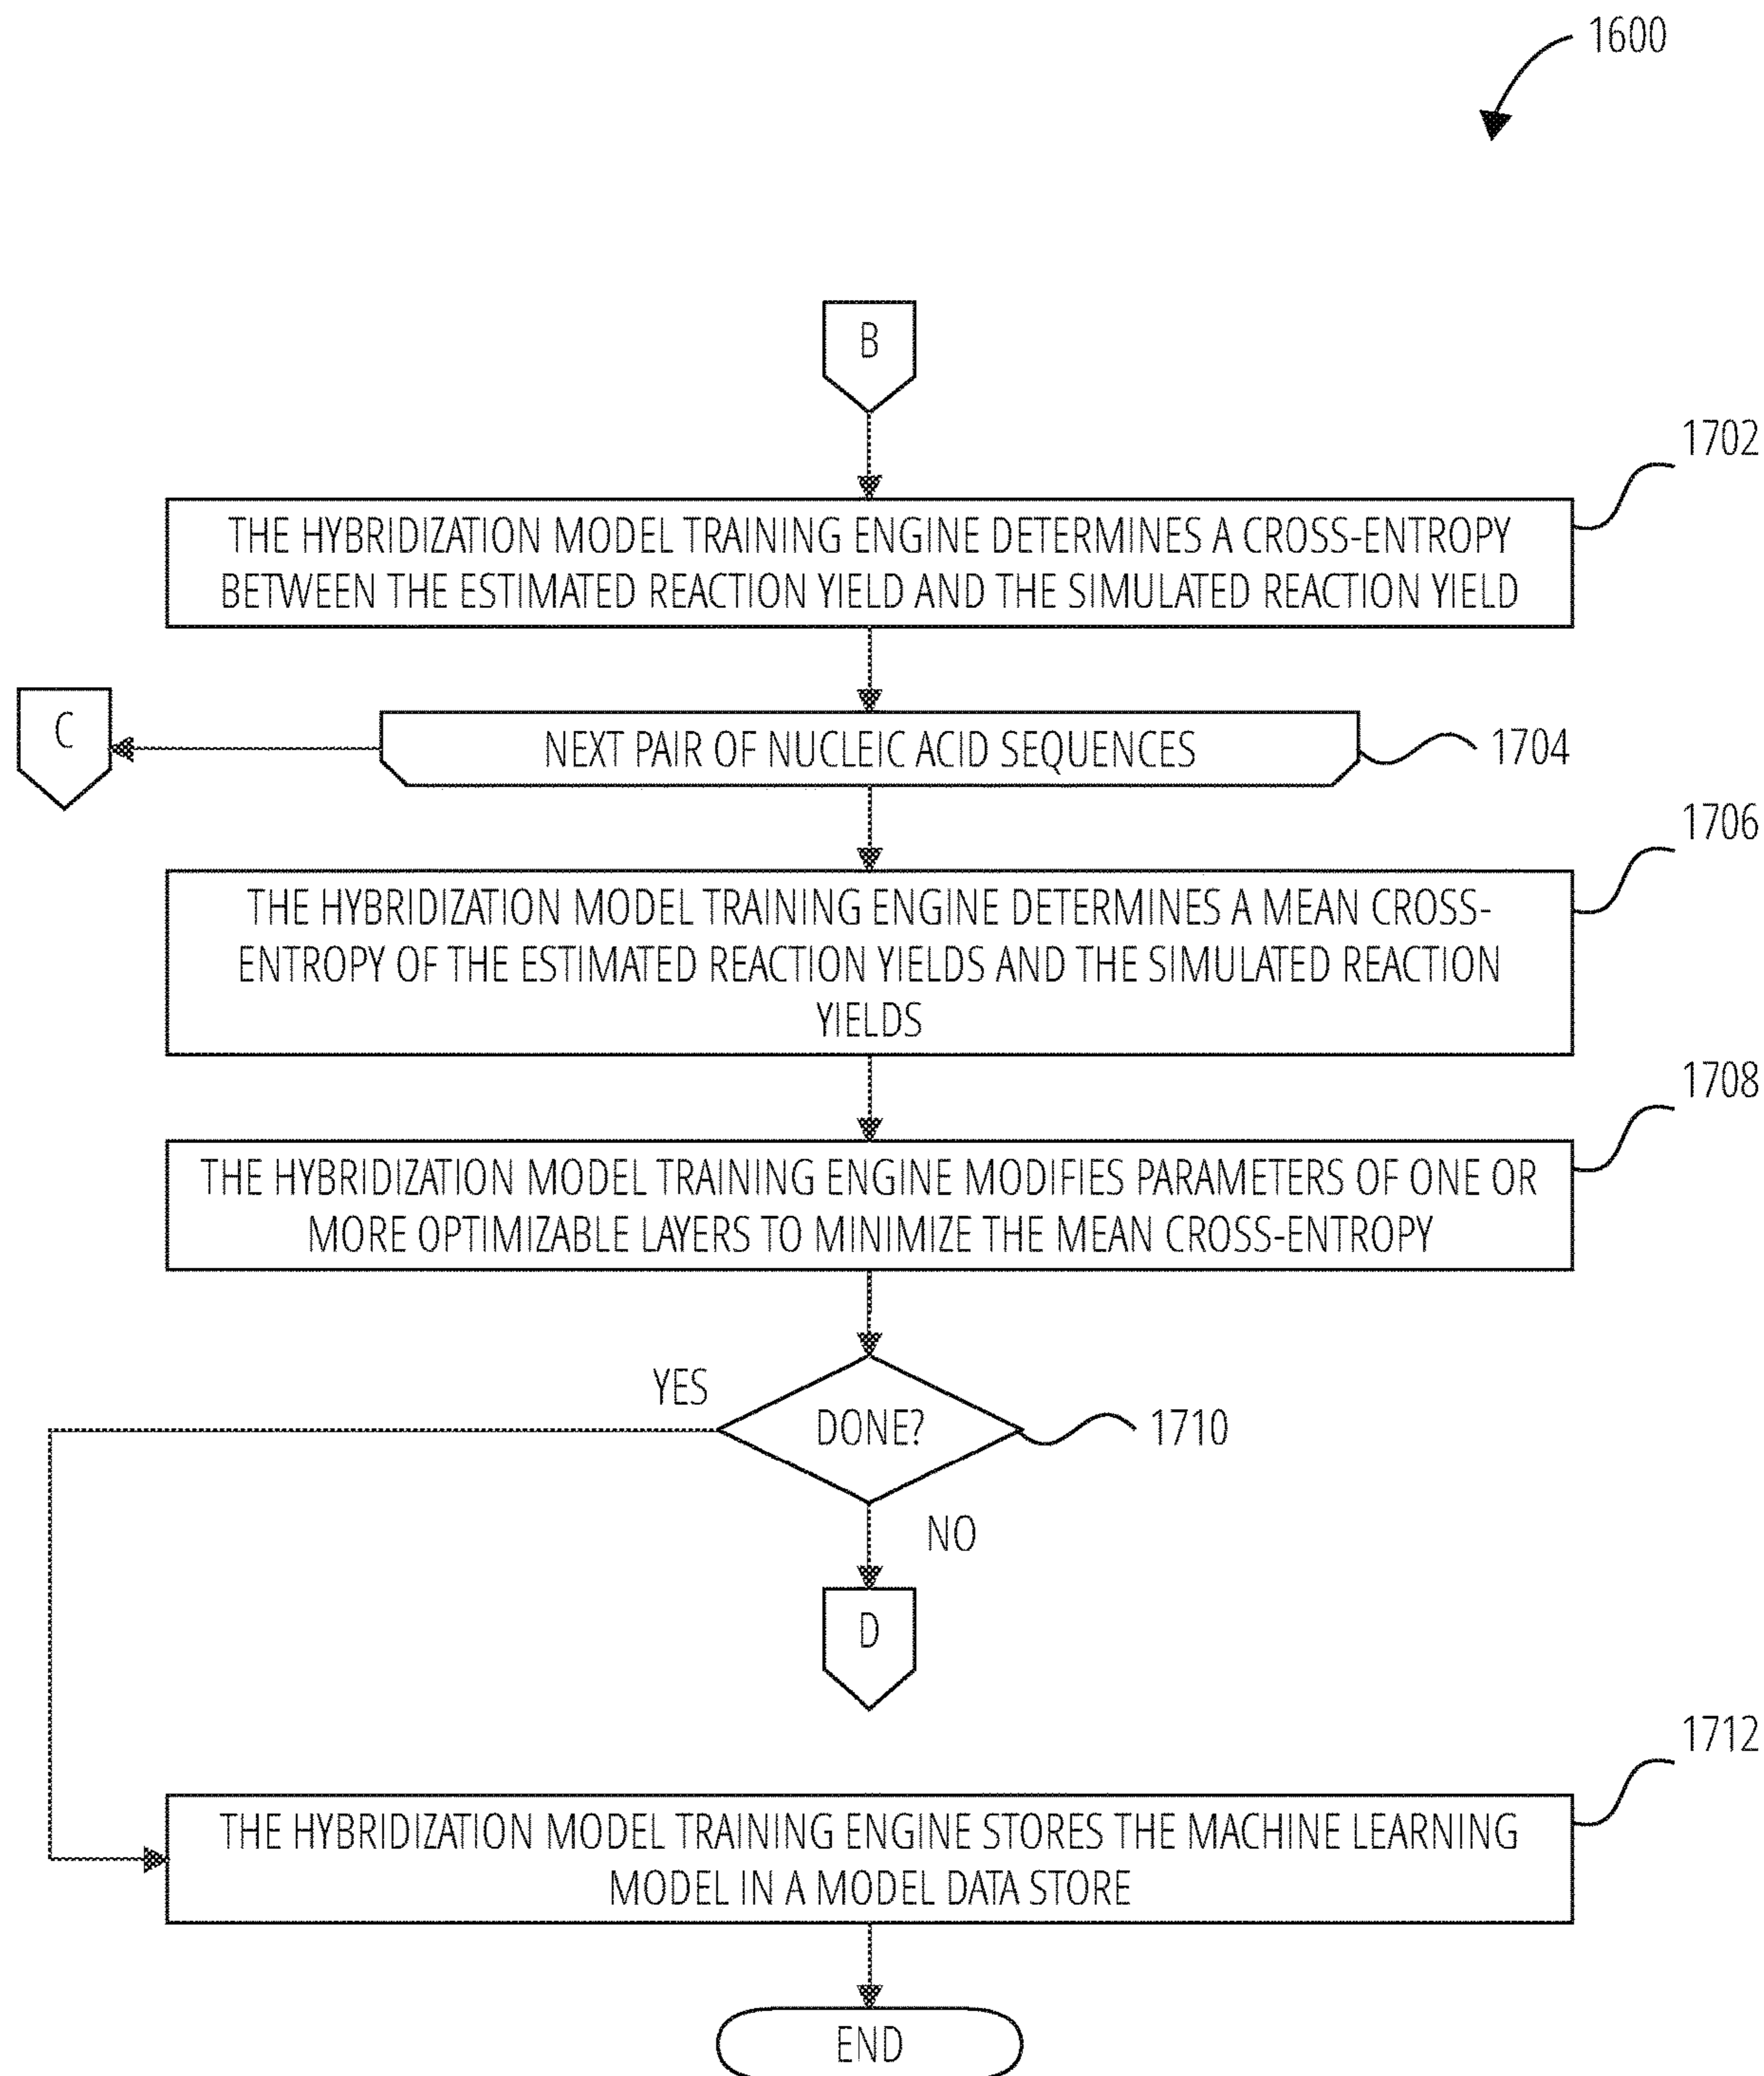 1600
B
1702
THE HYBRIDIZATION MODEL TRAINING ENGINE DETERMINES A CROSS-ENTROPY
BETWEEN THE ESTIMATED REACTION YIELD AND THE SIMULATED REACTION YIELD
C
NEXT PAIR OF NUCLEIC ACID SEQUENCES
1704
1706
THE HYBRIDIZATION MODEL TRAINING ENGINE DETERMINES A MEAN CROSS-
ENTROPY OF THE ESTIMATED REACTION YIELDS AND THE SIMULATED REACTION
YIELDS
1708
THE HYBRIDIZATION MODEL TRAINING ENGINE MODIFIES PARAMETERS OF ONE OR
MORE OPTIMIZABLE LAYERS TO MINIMIZE THE MEAN CROSS-ENTROPY
YES
DONE?
1710
NO
D
1712
THE HYBRIDIZATION MODEL TRAINING ENGINE STORES THE MACHINE LEARNING
MODEL IN A MODEL DATA STORE
END